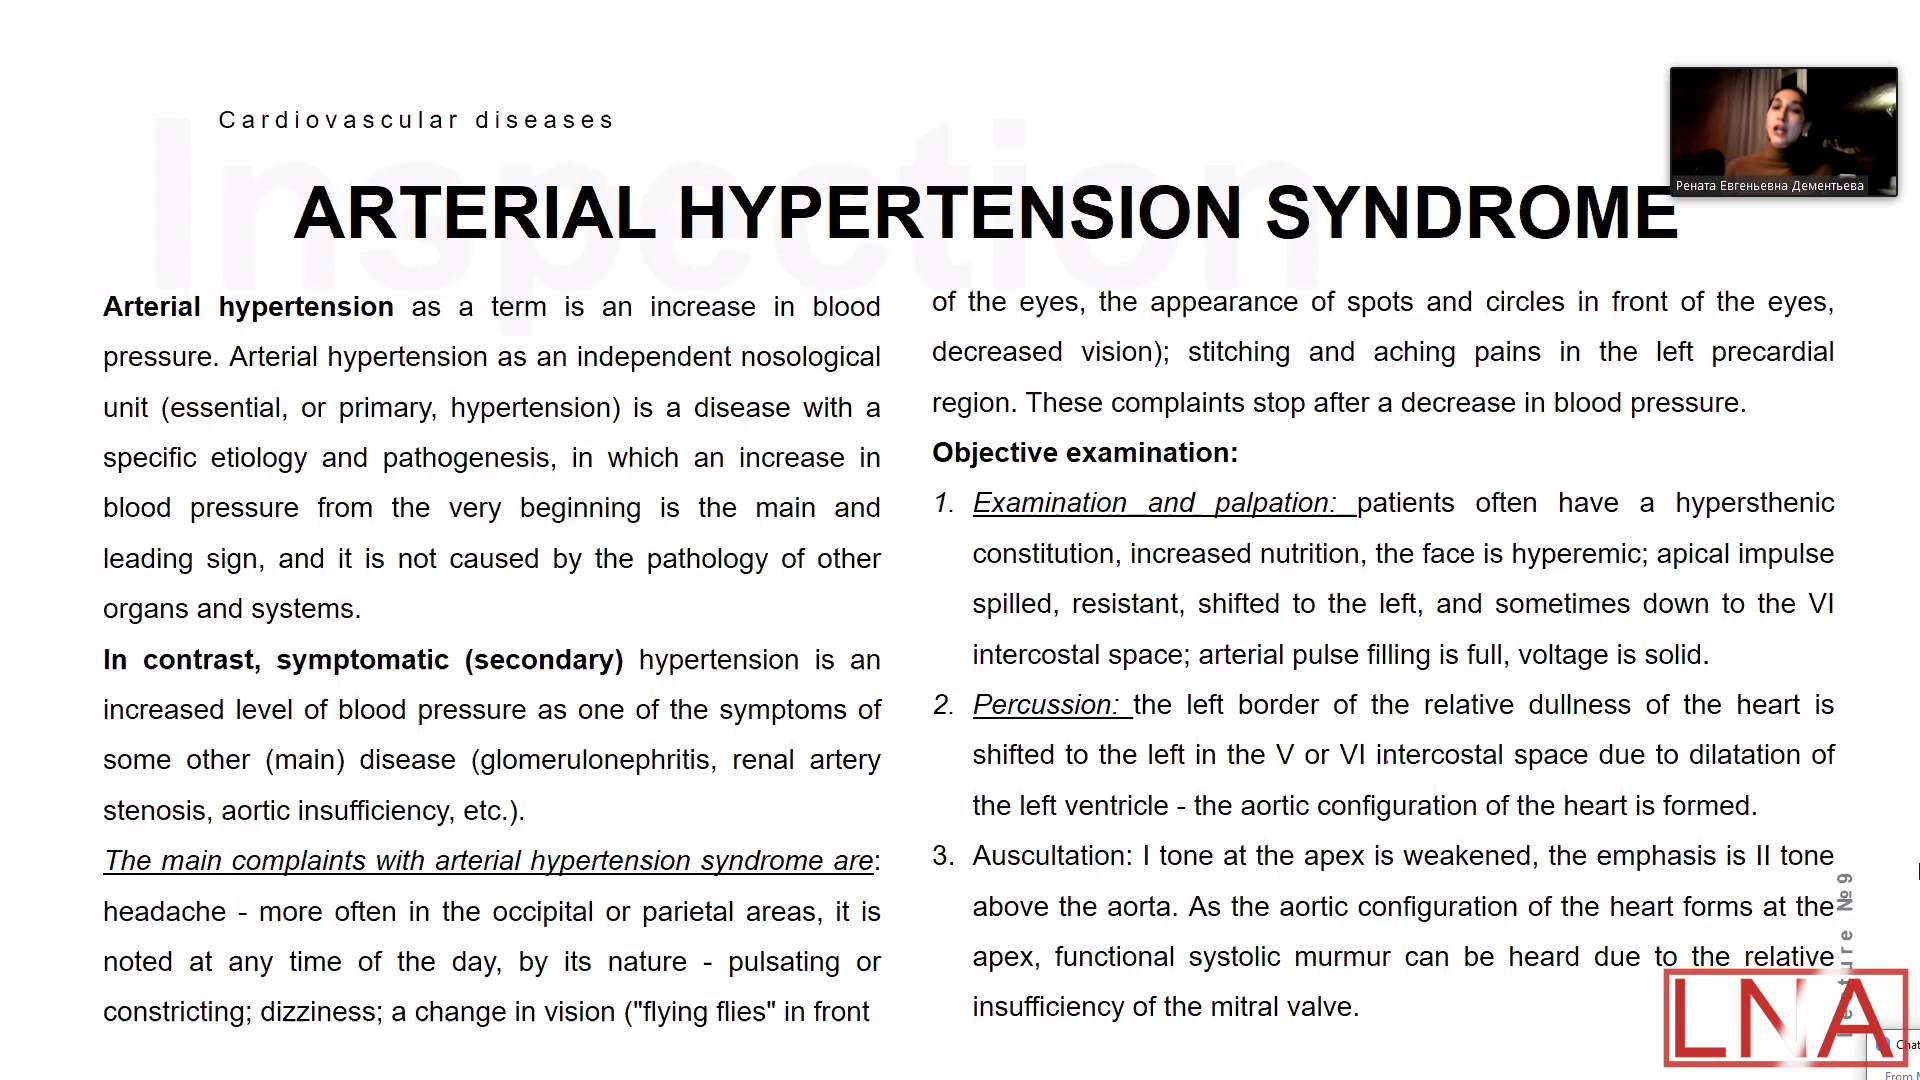 Cardiovascular diseases
Inspection
ARTERIAL HYPERTENSION SYNDROME
Рената Евгеньевна Дементьева
Arterial hypertension as a term is an increase in blood
pressure. Arterial hypertension as an independent nosological
unit (essential, or primary, hypertension) is a disease with a
specific etiology and pathogenesis, in which an increase in
blood pressure from the very beginning is the main and
leading sign, and it is not caused by the pathology of other
organs and systems.
In contrast, symptomatic (secondary) hypertension is an
increased level of blood pressure as one of the symptoms of
some other (main) disease (glomerulonephritis, renal artery
stenosis, aortic insufficiency, etc.).
The main complaints with arterial hypertension syndrome are:
headache - more often in the occipital or parietal areas, it is
noted at any time of the day, by its nature - pulsating or
constricting; dizziness; a change in vision ("flying flies" in front
of the eyes, the appearance of spots and circles in front of the eyes,
decreased vision); stitching and aching pains in the left precardial
region. These complaints stop after a decrease in blood pressure.
Objective examination:
1. Examination and palpation: patients often have a hypersthenic
constitution, increased nutrition, the face is hyperemic; apical impulse
spilled, resistant, shifted to the left, and sometimes down to the VI
intercostal space; arterial pulse filling is full, voltage is solid.
2. Percussion: the left border of the relative dullness of the heart is
shifted to the left in the V or VI intercostal space due to dilatation of
the left ventricle - the aortic configuration of the heart is formed.
3. Auscultation: I tone at the apex is weakened, the emphasis is II tone
above the aorta. As the aortic configuration of the heart forms at the
apex, functional systolic murmur can be heard due to the relative
insufficiency of the mitral valve.
Lecture №9
LNA
Chat
From